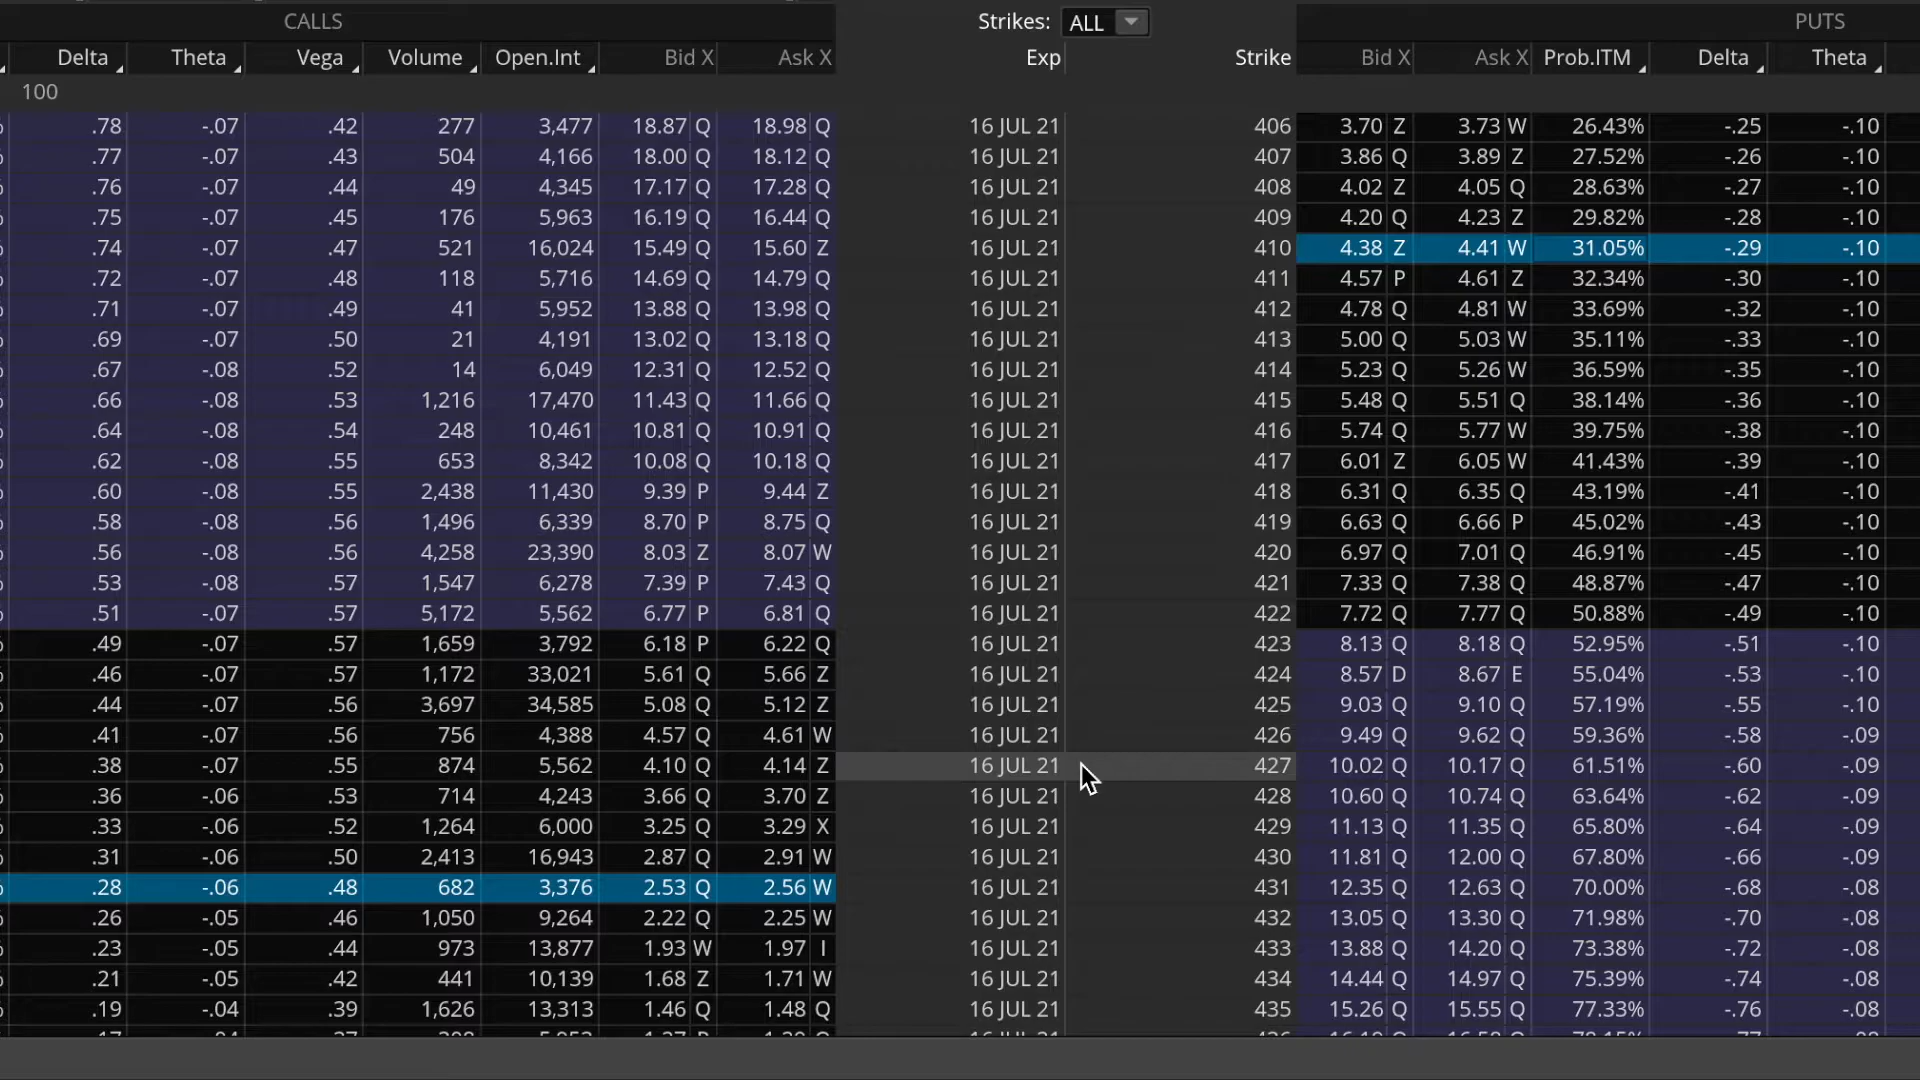 CALLS Strikes: ALL PUTS
Delta Theta Vega Volume Open.Int Bid X Ask X Exp Strike Bid X Ask X Prob.ITM Delta Theta
100
.78 -.07 .42 277 3,477 18.87 Q 18.98 Q 16 JUL 21 406 3.70 Z 3.73 W 26.43% -.25 -.10
.77 -.07 .43 504 4,166 18.00 Q 18.12 Q 16 JUL 21 407 3.86 Q 3.89 Z 27.52% -.26 -.10
.76 -.07 .44 49 4,345 17.17 Q 17.28 Q 16 JUL 21 408 4.02 Z 4.05 Q 28.63% -.27 -.10
.75 -.07 .45 176 5,963 16.19 Q 16.44 Q 16 JUL 21 409 4.20 Q 4.23 Z 29.82% -.28 -.10
.74 -.07 .47 521 16,024 15.49 Q 15.60 Z 16 JUL 21 410 4.38 Z 4.41 W 31.05% -.29 -.10
.72 -.07 .48 118 5,716 14.69 Q 14.79 Q 16 JUL 21 411 4.57 P 4.61 Z 32.34% -.30 -.10
.71 -.07 .49 41 5,952 13.88 Q 13.98 Q 16 JUL 21 412 4.78 Q 4.81 W 33.69% -.32 -.10
.69 -.07 .50 21 4,191 13.02 Q 13.18 Q 16 JUL 21 413 5.00 Q 5.03 W 35.11% -.33 -.10
.67 -.08 .52 14 6,049 12.31 Q 12.52 Q 16 JUL 21 414 5.23 Q 5.26 W 36.59% -.35 -.10
.66 -.08 .53 1,216 17,470 11.43 Q 11.66 Q 16 JUL 21 415 5.48 Q 5.51 Q 38.14% -.36 -.10
.64 -.08 .54 248 10,461 10.81 Q 10.91 Q 16 JUL 21 416 5.74 Q 5.77 W 39.75% -.38 -.10
.62 -.08 .55 653 8,342 10.08 Q 10.18 Q 16 JUL 21 417 6.01 Z 6.05 W 41.43% -.39 -.10
.60 -.08 .55 2,438 11,430 9.39 P 9.44 Z 16 JUL 21 418 6.31 Q 6.35 Q 43.19% -.41 -.10
.58 -.08 .56 1,496 6,339 8.70 P 8.75 Q 16 JUL 21 419 6.63 Q 6.66 P 45.02% -.43 -.10
.56 -.08 .56 4,258 23,390 8.03 Z 8.07 W 16 JUL 21 420 6.97 Q 7.01 Q 46.91% -.45 -.10
.53 -.08 .57 1,547 6,278 7.39 P 7.43 Q 16 JUL 21 421 7.33 Q 7.38 Q 48.87% -.47 -.10
.51 -.07 .57 5,172 5,562 6.77 P 6.81 Q 16 JUL 21 422 7.72 Q 7.77 Q 50.88% -.49 -.10
.49 -.07 .57 1,659 3,792 6.18 P 6.22 Q 16 JUL 21 423 8.13 Q 8.18 Q 52.95% -.51 -.10
.46 -.07 .57 1,172 33,021 5.61 Q 5.66 Z 16 JUL 21 424 8.57 D 8.67 E 55.04% -.53 -.10
.44 -.07 .56 3,697 34,585 5.08 Q 5.12 Z 16 JUL 21 425 9.03 Q 9.10 Q 57.19% -.55 -.10
.41 -.07 .56 756 4,388 4.57 Q 4.61 W 16 JUL 21 426 9.49 Q 9.62 Q 59.36% -.58 -.09
.38 -.07 .55 874 5,562 4.10 Q 4.14 Z 16 JUL 21 427 10.02 Q 10.17 Q 61.51% -.60 -.09
.36 -.06 .53 714 4,243 3.66 Q 3.70 Z 16 JUL 21 428 10.60 Q 10.74 Q 63.64% -.62 -.09
.33 -.06 .52 1,264 6,000 3.25 Q 3.29 X 16 JUL 21 429 11.13 Q 11.35 Q 65.80% -.64 -.09
.31 -.06 .50 2,413 16,943 2.87 Q 2.91 W 16 JUL 21 430 11.81 Q 12.00 Q 67.80% -.66 -.09
.28 -.06 .48 682 3,376 2.53 Q 2.56 W 16 JUL 21 431 12.35 Q 12.63 Q 70.00% -.68 -.08
.26 -.05 .46 1,050 9,264 2.22 Q 2.25 W 16 JUL 21 432 13.05 Q 13.30 Q 71.98% -.70 -.08
.23 -.05 .44 973 13,877 1.93 W 1.97 I 16 JUL 21 433 13.88 Q 14.20 Q 73.38% -.72 -.08
.21 -.05 .42 441 10,139 1.68 Z 1.71 W 16 JUL 21 434 14.44 Q 14.97 Q 75.39% -.74 -.08
.19 -.04 .39 1,626 13,313 1.46 Q 1.48 Q 16 JUL 21 435 15.26 Q 15.55 Q 77.33% -.76 -.08